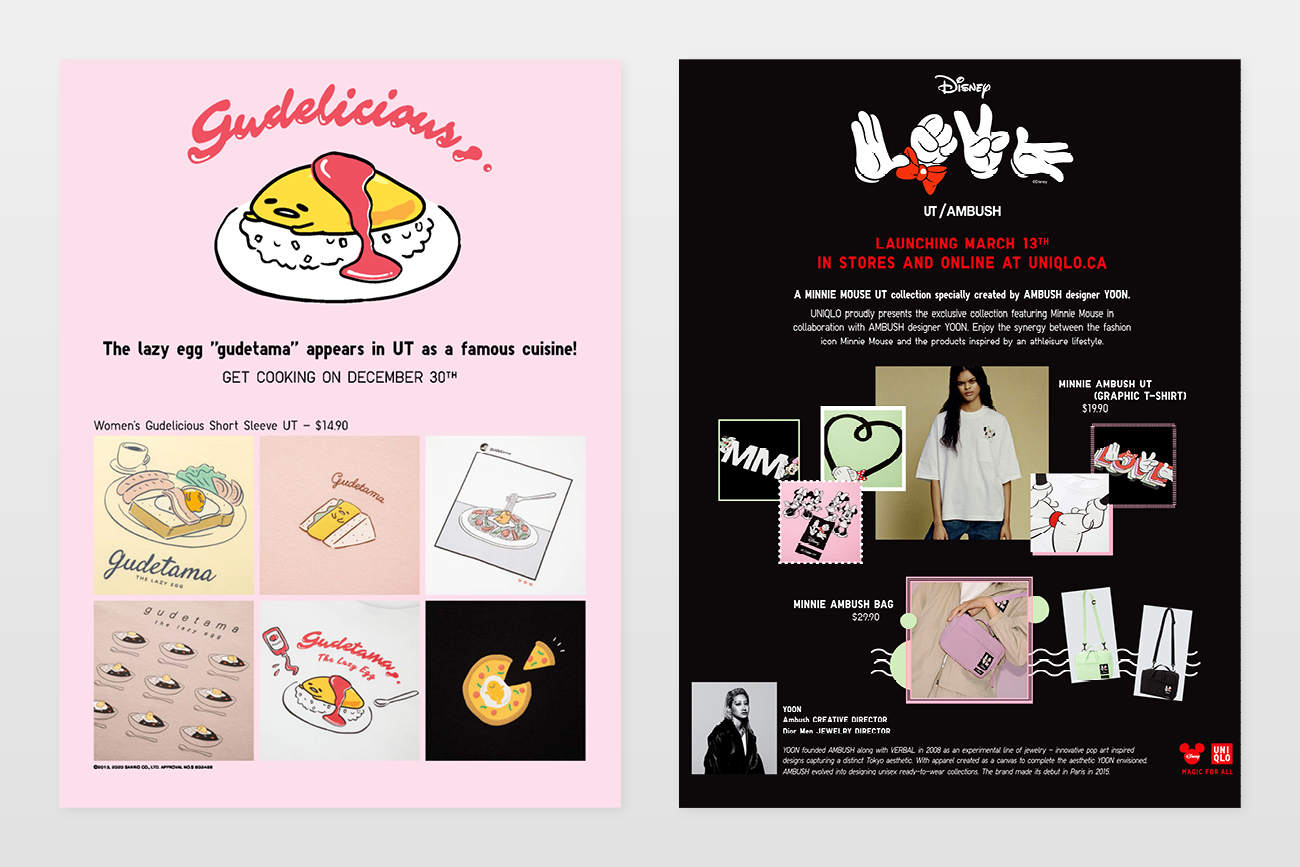 Gudelicious!
The lazy egg "gudetama" appears in UT as a famous cuisine!
GET COOKING ON DECEMBER 30TH
Women's Gudelicious Short Sleeve UT – $14.90
gudetama
THE LAZY EGG
Gudetama
gudetama
the lazy egg
Gudetama
The Lazy Egg
©2013, 2020 SANRIO CO., LTD. APPROVAL NO.
Disney
LOVE
©Disney
UT/AMBUSH
LAUNCHING MARCH 13TH
IN STORES AND ONLINE AT UNIQLO.CA
A MINNIE MOUSE UT collection specially created by AMBUSH designer YOON.
UNIQLO proudly presents the exclusive collection featuring Minnie Mouse in
collaboration with AMBUSH designer YOON. Enjoy the synergy between the fashion
icon Minnie Mouse and the products inspired by an athleisure lifestyle.
MINNIE AMBUSH UT
(GRAPHIC T-SHIRT)
$19.90
MM
LOVE
MINNIE AMBUSH BAG
$29.90
YOON
Ambush CREATIVE DIRECTOR
Dior Men JEWELRY DIRECTOR
YOON founded AMBUSH along with VERBAL in 2008 as an experimental line of jewelry – innovative pop art inspired
designs capturing a distinct Tokyo aesthetic. With apparel created as a canvas to complete the aesthetic YOON envisioned,
AMBUSH evolved into designing unisex ready-to-wear collections. The brand made its debut in Paris in 2015.
Disney
UNI
QLO
MAGIC FOR ALL